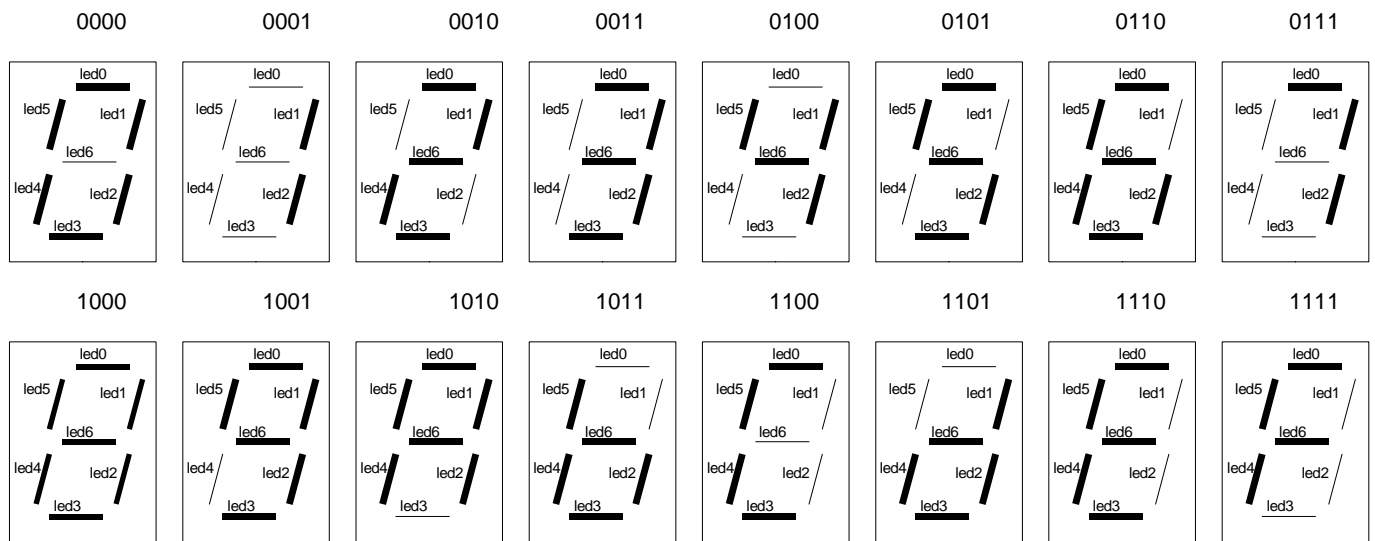 0000 0001 0010 0011 0100 0101 0110 0111
led0 led0 led0 led0 led0 led0 led0 led0
led5 led1 led5 led1 led5 led1 led5 led1 led5 led1 led5 led1 led5 led1 led5 led1
led6 led6 led6 led6 led6 led6 led6 led6
led4 led2 led4 led2 led4 led2 led4 led2 led4 led2 led4 led2 led4 led2 led4 led2
led3 led3 led3 led3 led3 led3 led3 led3
1000 1001 1010 1011 1100 1101 1110 1111
led0 led0 led0 led0 led0 led0 led0 led0
led5 led1 led5 led1 led5 led1 led5 led1 led5 led1 led5 led1 led5 led1 led5 led1
led6 led6 led6 led6 led6 led6 led6 led6
led4 led2 led4 led2 led4 led2 led4 led2 led4 led2 led4 led2 led4 led2 led4 led2
led3 led3 led3 led3 led3 led3 led3 led3